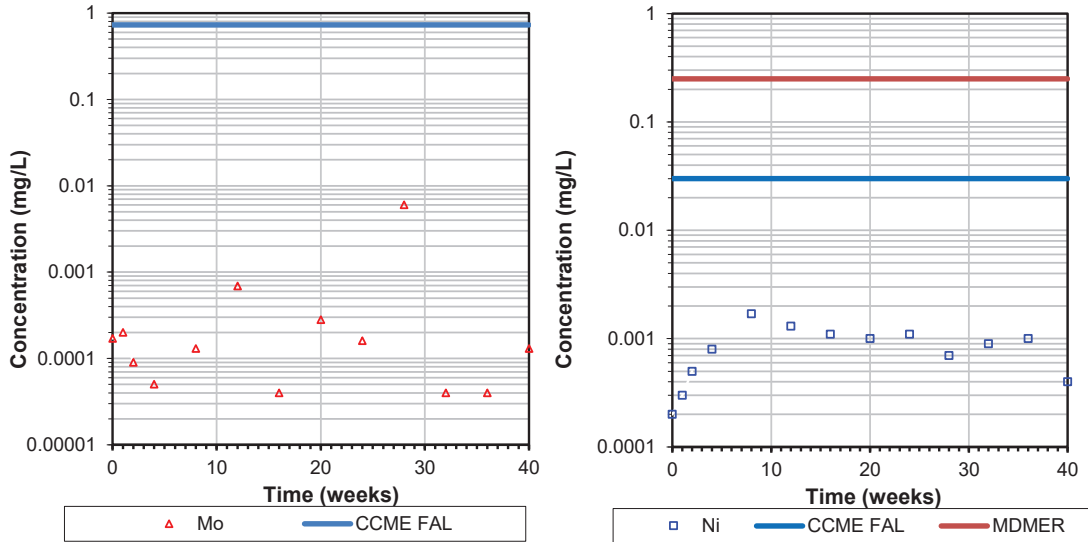 1
0.1
0.01
0.001
0.0001
0.00001
Concentration (mg/L)
0 10 20 30 40
Time (weeks)
Mo CCME FAL
1
0.1
0.01
0.001
0.0001
Concentration (mg/L)
0 10 20 30 40
Time (weeks)
Ni CCME FAL MDMER